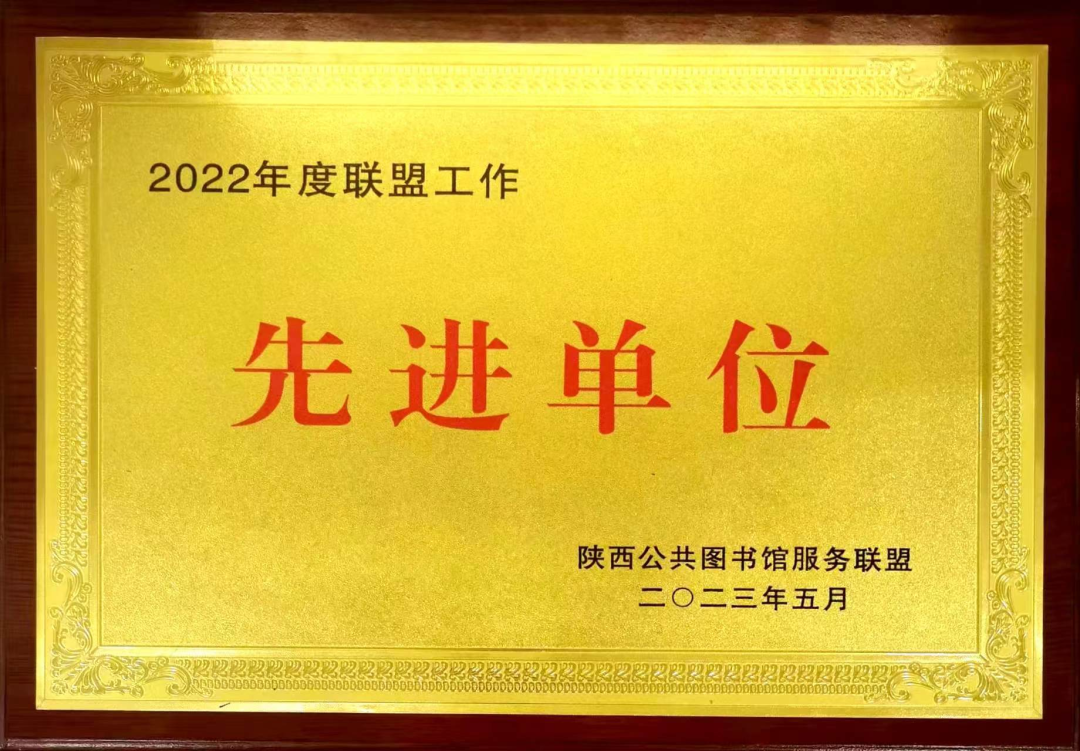 2022年度联盟工作
先进单位
陕西公共图书馆服务联盟
二〇二三年五月